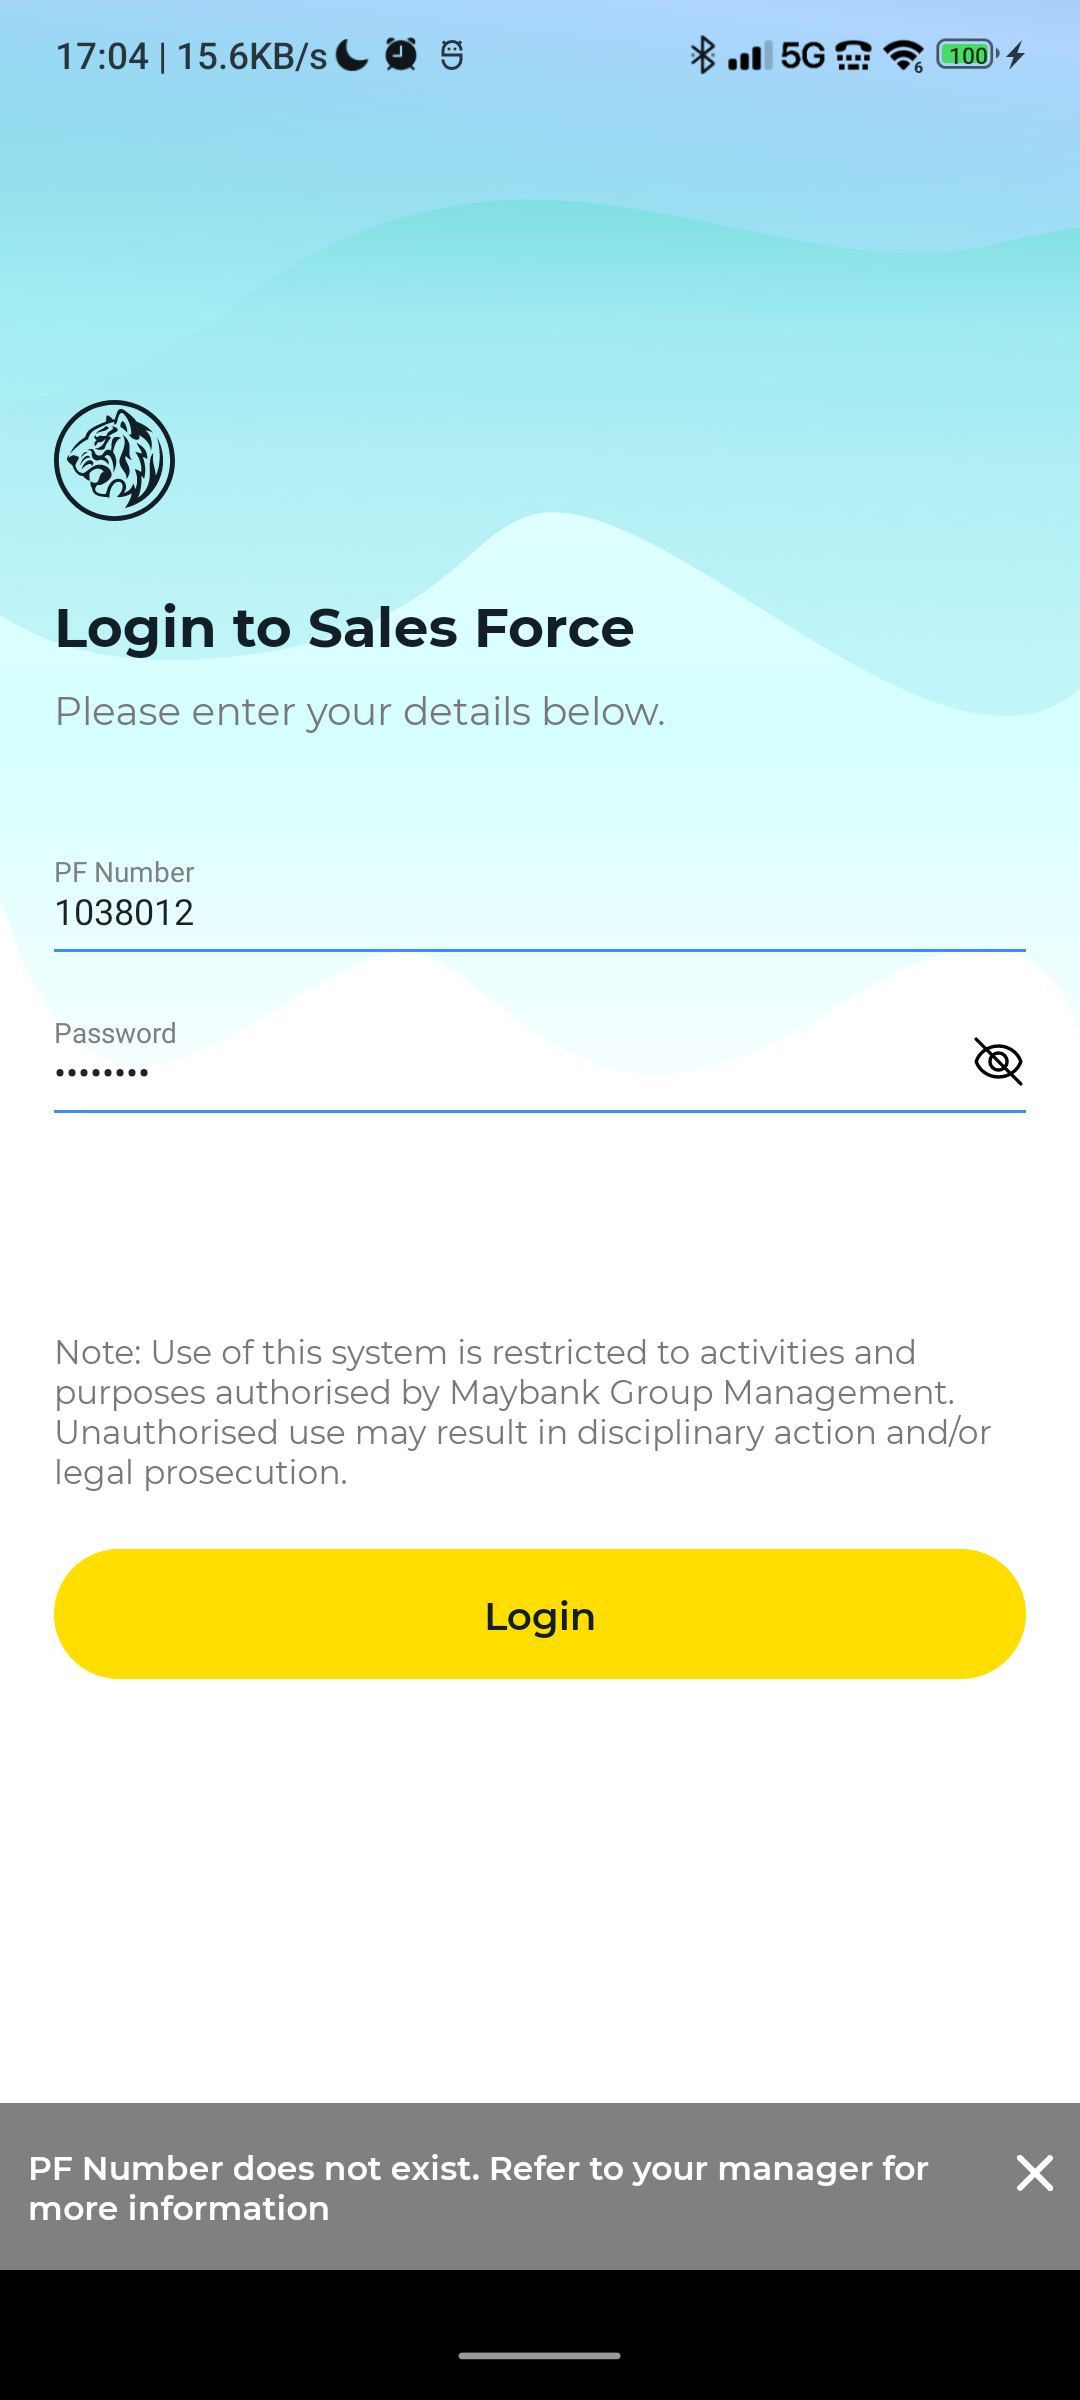 17:04 | 15.6KB/s 5G 6 100
Login to Sales Force
Please enter your details below.
PF Number
1038012
Password
••••••••
Note: Use of this system is restricted to activities and
purposes authorised by Maybank Group Management.
Unauthorised use may result in disciplinary action and/or
legal prosecution.
Login
PF Number does not exist. Refer to your manager for
more information